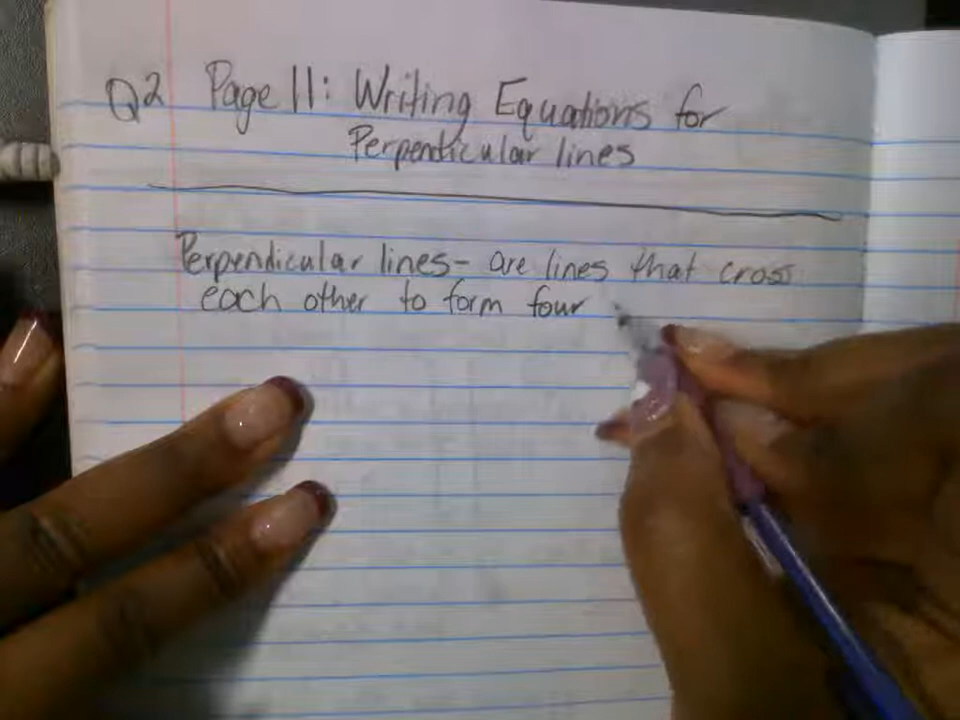 Q2 Page 11: Writing Equations for
Perpendicular lines
Perpendicular lines- are lines that cross
each other to form four